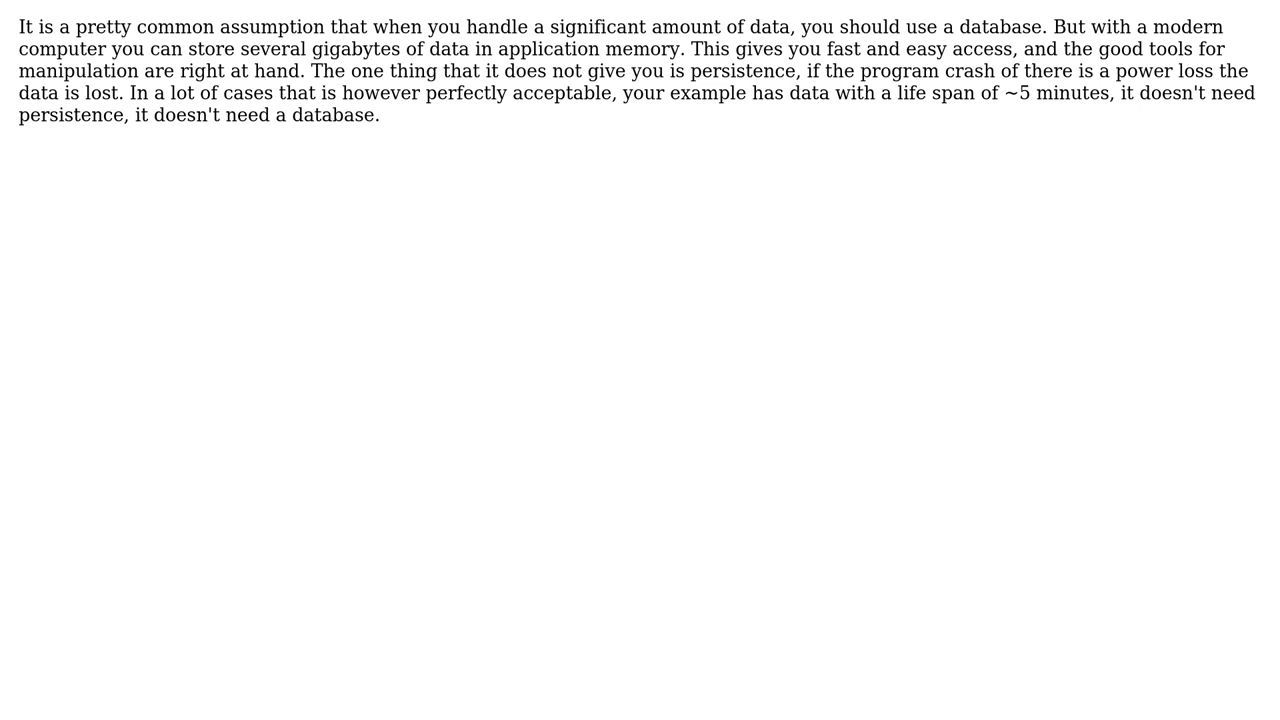 It is a pretty common assumption that when you handle a significant amount of data, you should use a database. But with a modern
computer you can store several gigabytes of data in application memory. This gives you fast and easy access, and the good tools for
manipulation are right at hand. The one thing that it does not give you is persistence, if the program crash of there is a power loss the
data is lost. In a lot of cases that is however perfectly acceptable, your example has data with a life span of ~5 minutes, it doesn't need
persistence, it doesn't need a database.